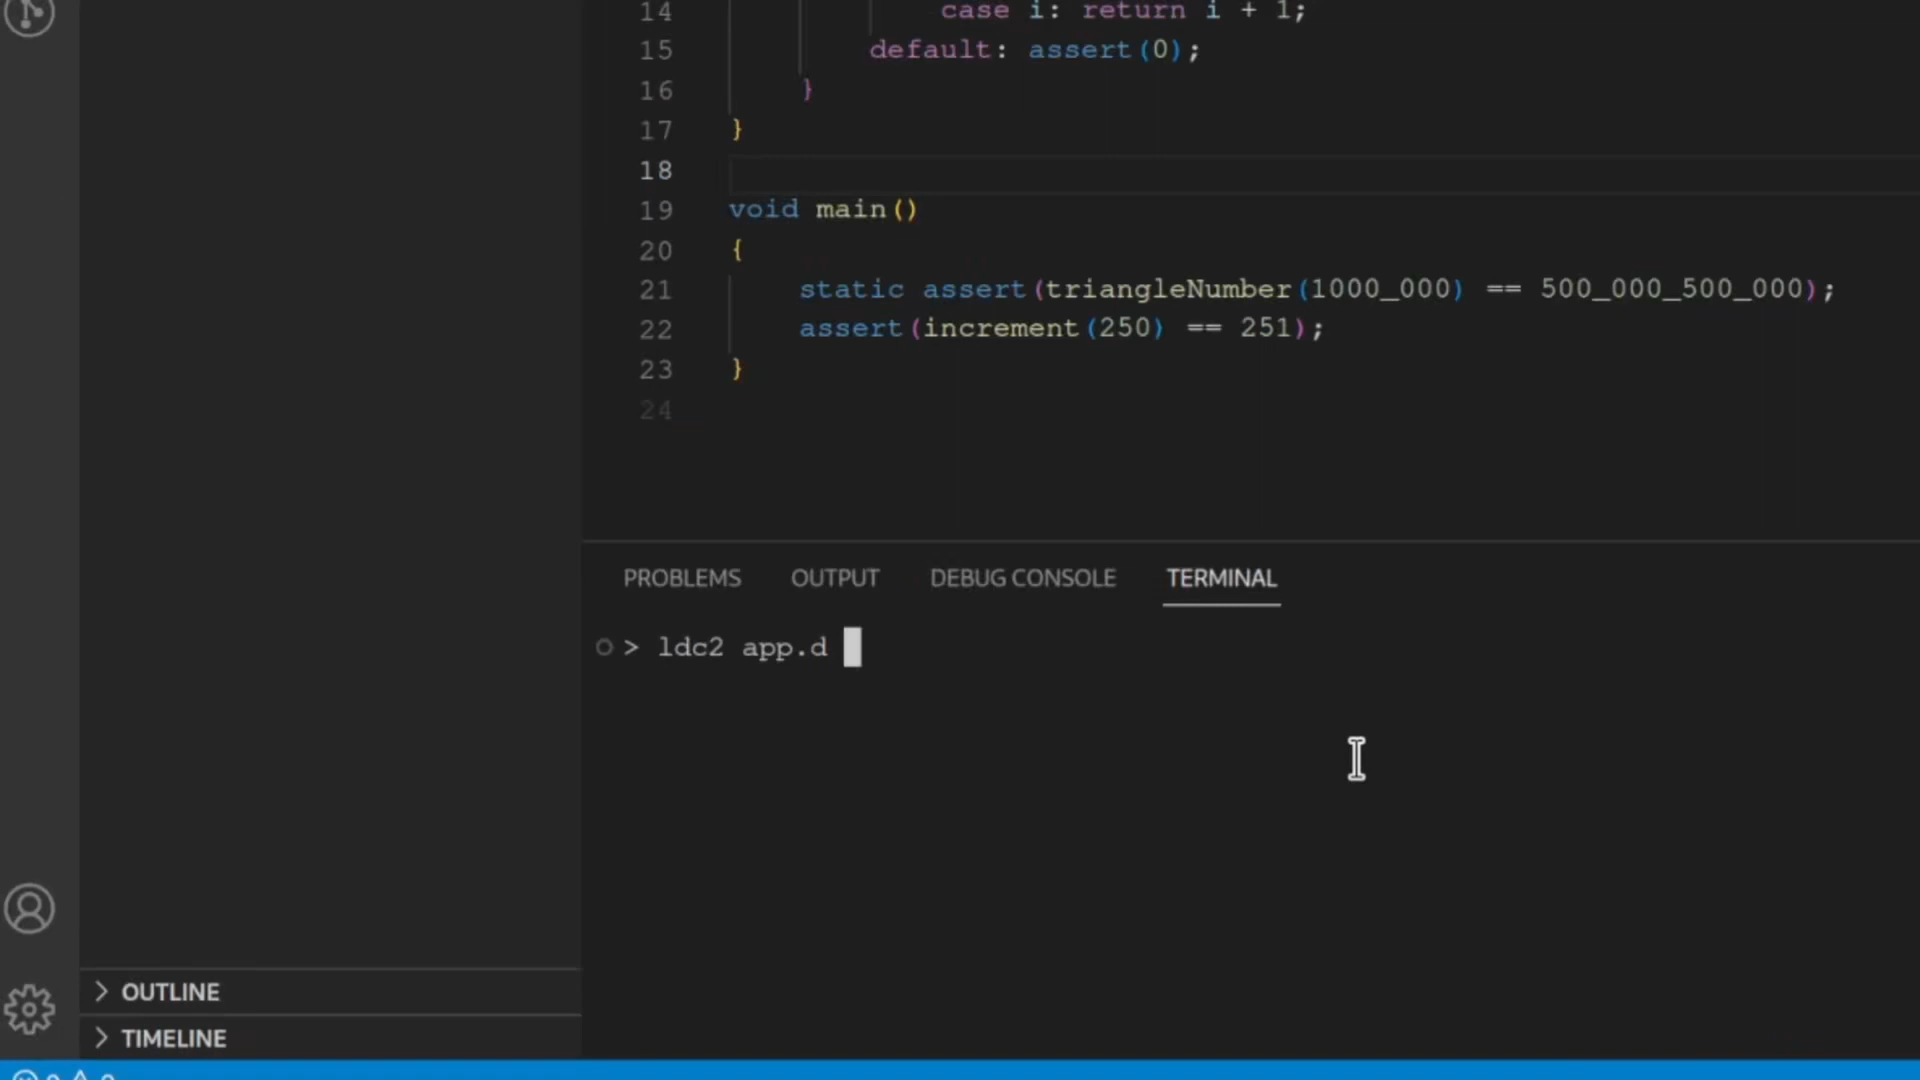 14 case i: return i + 1;
15 default: assert(0);
16 }
17 }
18
19 void main()
20 {
21 static assert(triangleNumber(1000_000) == 500_000_500_000);
22 assert(increment(250) == 251);
23 }
24
PROBLEMS OUTPUT DEBUG CONSOLE TERMINAL
> ldc2 app.d
OUTLINE
TIMELINE